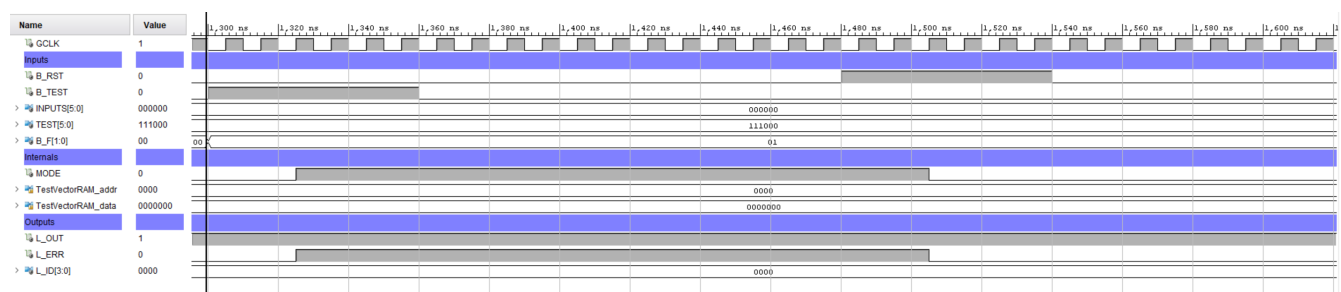 Name Value 1,300 ns 1,320 ns 1,340 ns 1,360 ns 1,380 ns 1,400 ns 1,420 ns 1,440 ns 1,460 ns 1,480 ns 1,500 ns 1,520 ns 1,540 ns 1,560 ns 1,580 ns 1,600 ns
GCLK 1
Inputs
B_RST 0
B_TEST 0
INPUTS[5:0] 000000 000000
TEST[5:0] 111000 111000
B_F[1:0] 00 00 01
Internals
MODE 0
TestVectorRAM_addr 0000 0000
TestVectorRAM_data 0000000 0000000
Outputs
L_OUT 1
L_ERR 0
L_ID[3:0] 0000 0000